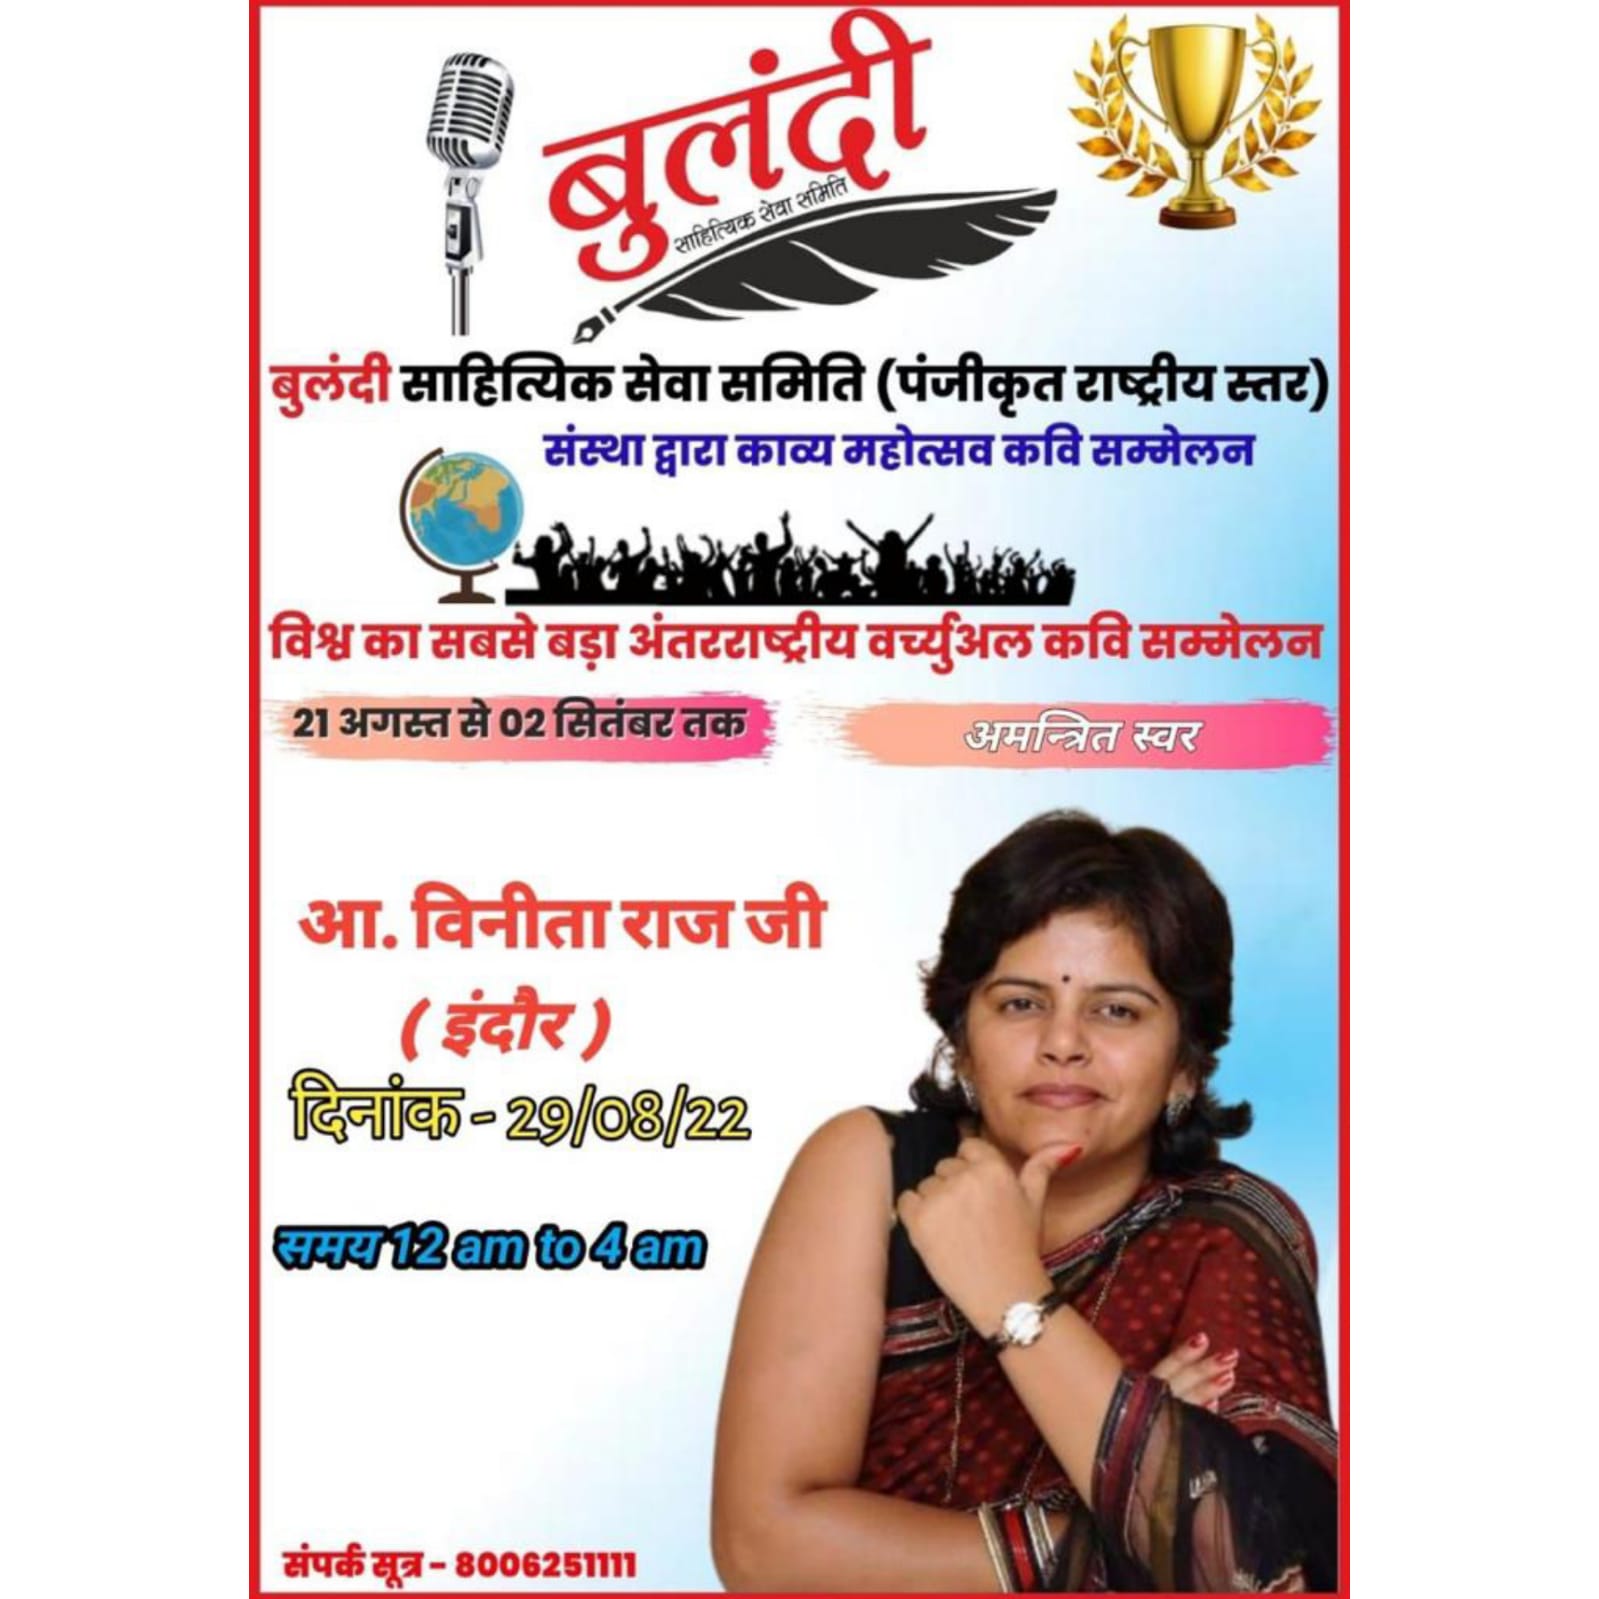 बुलंदी
साहित्यिक सेवा समिति
बुलंदी साहित्यिक सेवा समिति (पंजीकृत राष्ट्रीय स्तर)
संस्था द्वारा काव्य महोत्सव कवि सम्मेलन
विश्व का सबसे बड़ा अंतरराष्ट्रीय वर्च्युअल कवि सम्मेलन
21 अगस्त से 02 सितंबर तक
अमन्त्रित स्वर
आ. विनीता राज जी
( इंदौर )
दिनांक - 29/08/22
समय 12 am to 4 am
संपर्क सूत्र - 8006251111